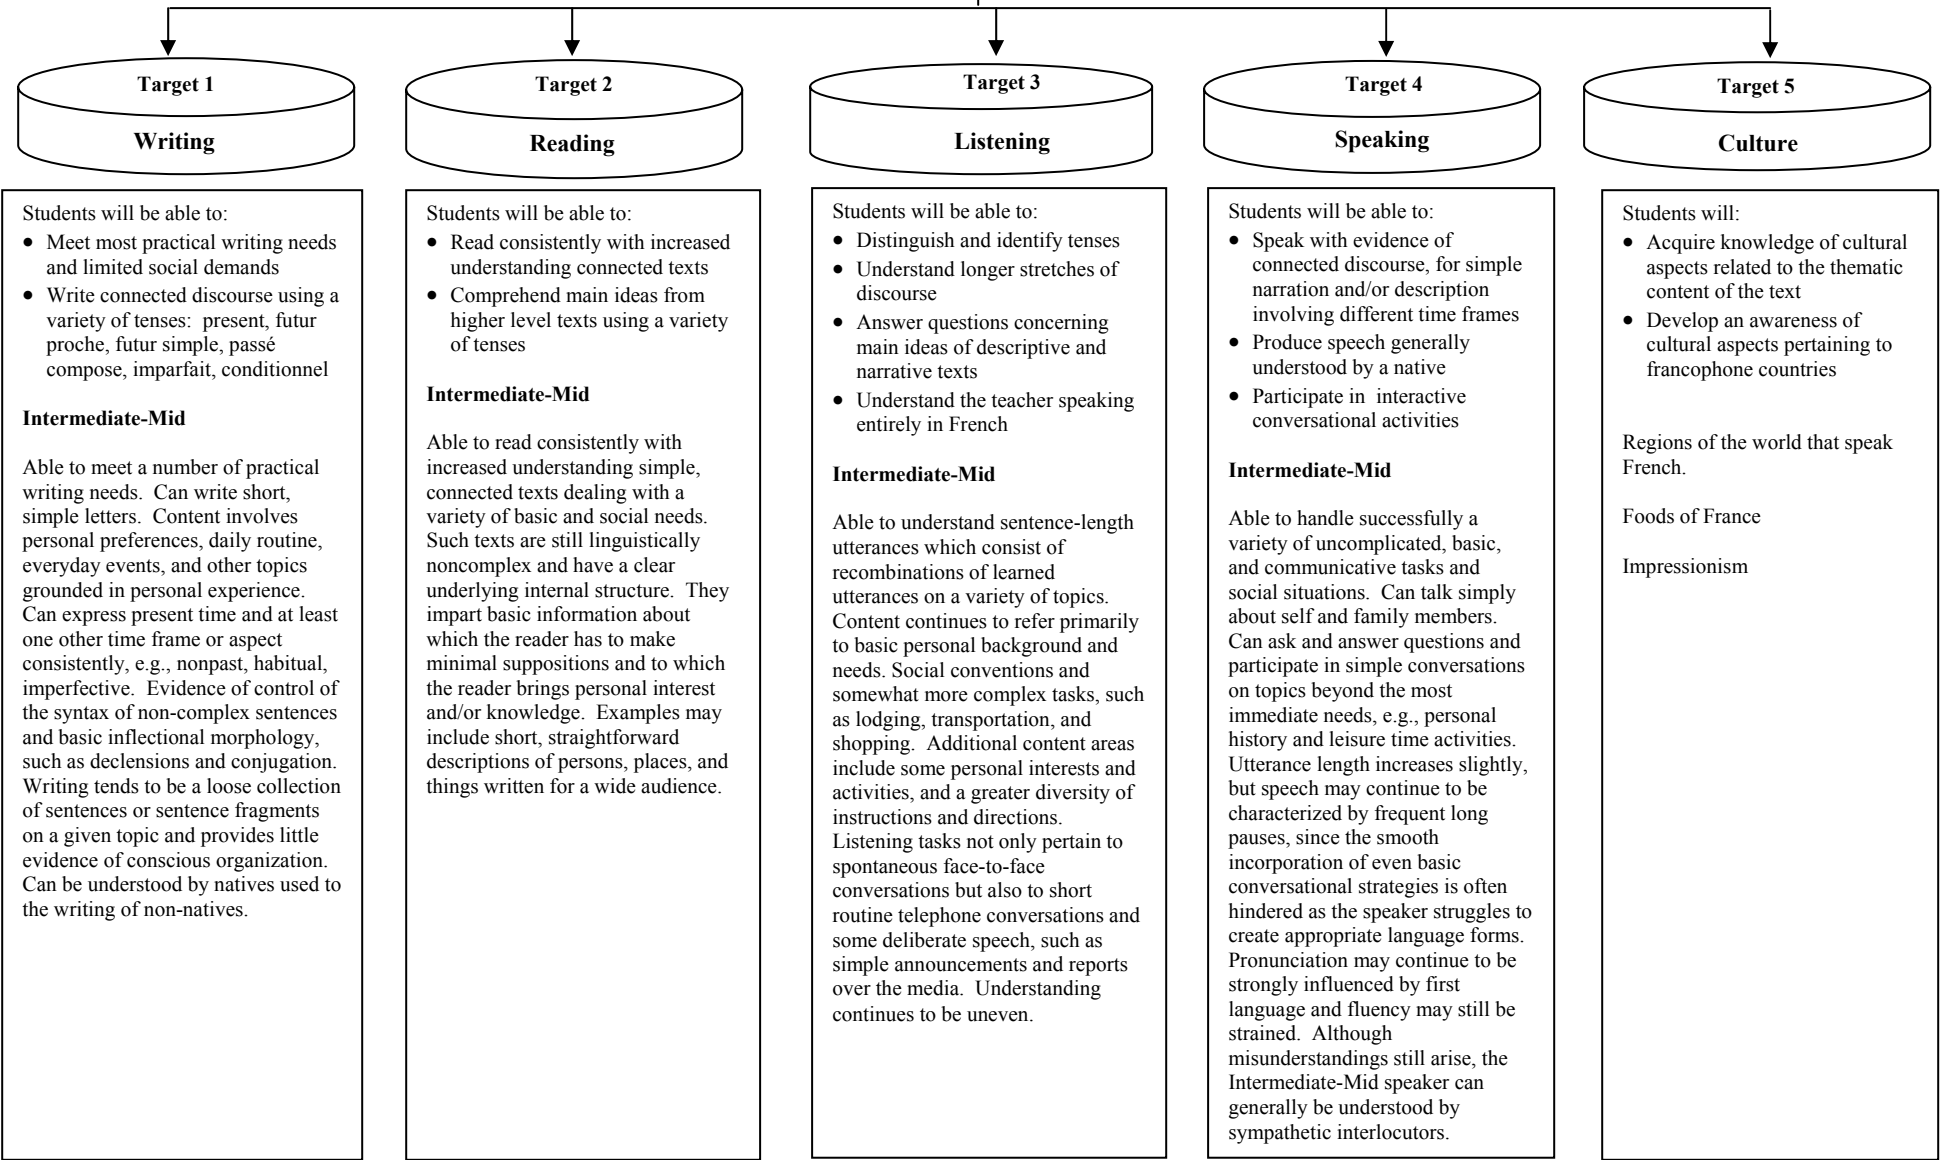 Target 1
Writing
Students will be able to:
• Meet most practical writing needs
and limited social demands
• Write connected discourse using a
variety of tenses: present, futur
proche, futur simple, passé
compose, imparfait, conditionnel
Intermediate-Mid
Able to meet a number of practical
writing needs. Can write short,
simple letters. Content involves
personal preferences, daily routine,
everyday events, and other topics
grounded in personal experience.
Can express present time and at least
one other time frame or aspect
consistently, e.g., nonpast, habitual,
imperfective. Evidence of control of
the syntax of non-complex sentences
and basic inflectional morphology,
such as declensions and conjugation.
Writing tends to be a loose collection
of sentences or sentence fragments
on a given topic and provides little
evidence of conscious organization.
Can be understood by natives used to
the writing of non-natives.
Target 2
Reading
Students will be able to:
• Read consistently with increased
understanding connected texts
• Comprehend main ideas from
higher level texts using a variety
of tenses
Intermediate-Mid
Able to read consistently with
increased understanding simple,
connected texts dealing with a
variety of basic and social needs.
Such texts are still linguistically
noncomplex and have a clear
underlying internal structure. They
impart basic information about
which the reader has to make
minimal suppositions and to which
the reader brings personal interest
and/or knowledge. Examples may
include short, straightforward
descriptions of persons, places, and
things written for a wide audience.
Target 3
Listening
Students will be able to:
• Distinguish and identify tenses
• Understand longer stretches of
discourse
• Answer questions concerning
main ideas of descriptive and
narrative texts
• Understand the teacher speaking
entirely in French
Intermediate-Mid
Able to understand sentence-length
utterances which consist of
recombinations of learned
utterances on a variety of topics.
Content continues to refer primarily
to basic personal background and
needs. Social conventions and
somewhat more complex tasks, such
as lodging, transportation, and
shopping. Additional content areas
include some personal interests and
activities, and a greater diversity of
instructions and directions.
Listening tasks not only pertain to
spontaneous face-to-face
conversations but also to short
routine telephone conversations and
some deliberate speech, such as
simple announcements and reports
over the media. Understanding
continues to be uneven.
Target 4
Speaking
Students will be able to:
• Speak with evidence of
connected discourse, for simple
narration and/or description
involving different time frames
• Produce speech generally
understood by a native
• Participate in interactive
conversational activities
Intermediate-Mid
Able to handle successfully a
variety of uncomplicated, basic,
and communicative tasks and
social situations. Can talk simply
about self and family members.
Can ask and answer questions and
participate in simple conversations
on topics beyond the most
immediate needs, e.g., personal
history and leisure time activities.
Utterance length increases slightly,
but speech may continue to be
characterized by frequent long
pauses, since the smooth
incorporation of even basic
conversational strategies is often
hindered as the speaker struggles to
create appropriate language forms.
Pronunciation may continue to be
strongly influenced by first
language and fluency may still be
strained. Although
misunderstandings still arise, the
Intermediate-Mid speaker can
generally be understood by
sympathetic interlocutors.
Target 5
Culture
Students will:
• Acquire knowledge of cultural
aspects related to the thematic
content of the text
• Develop an awareness of
cultural aspects pertaining to
francophone countries
Regions of the world that speak
French.
Foods of France
Impressionism